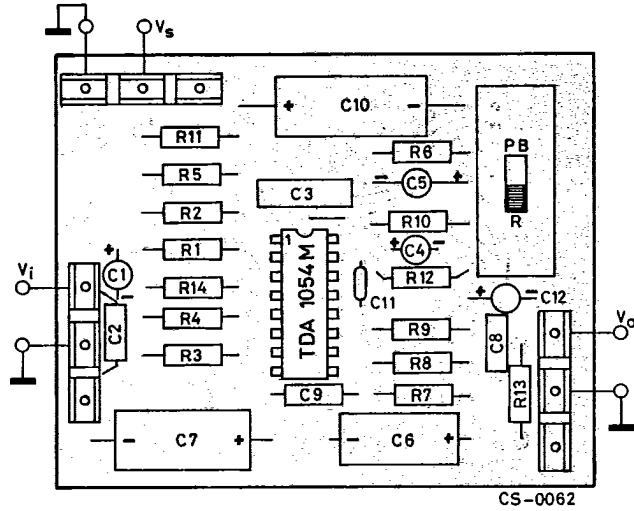 Vs
+ C10 -
PB
R11
R6
R5
- C5 +
C3
R2
R10
R
1
R1
+ C4 -
+
C1
-
Vi
TDA 1054M
R12
C11
R14
+ - C12
C2
R4
R9
Vo
C8
R3
R8
R13
C9
R7
- C7 +
- C6 +
CS-0062